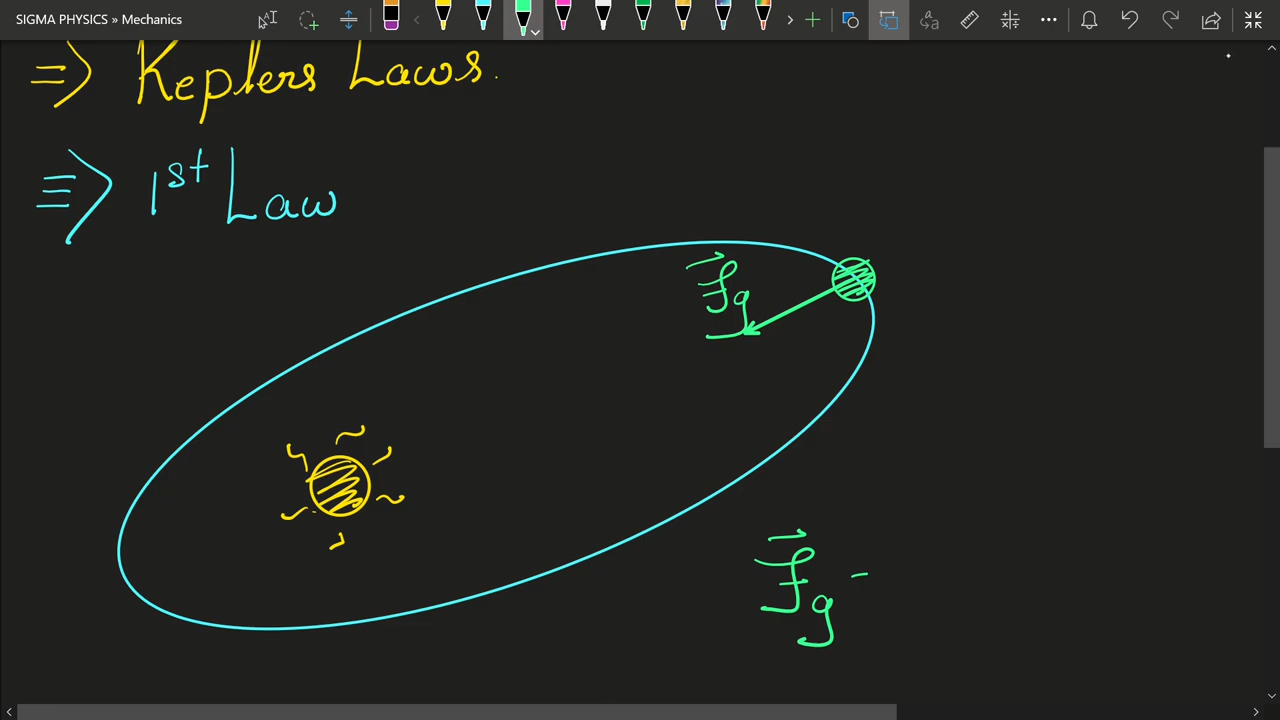 SIGMA PHYSICS » Mechanics
=> Keplers Laws.
≡> 1st Law
F⃗g
F⃗g -